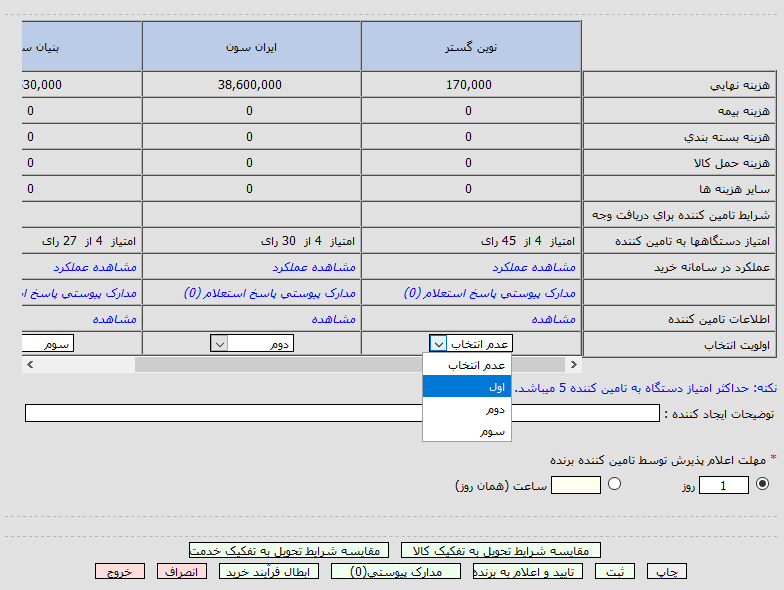 نوین گستر ایران سون بنیان س
هزینه نهایي 170,000 38,600,000 30,000
هزینه بیمه 0 0 0
هزینه بسته بندي 0 0 0
هزینه حمل کالا 0 0 0
سایر هزینه ها 0 0 0
شرایط تامین کننده براي دریافت وجه
امتیاز دستگاهها به تامین کننده امتیاز 4 از 45 رای امتیاز 4 از 30 رای امتیاز 4 از 27 رای
عملکرد در سامانه خرید مشاهده عملکرد مشاهده عملکرد مشاهده عملکرد
مدارک پیوستي پاسخ استعلام (0) مدارک پیوستي پاسخ استعلام (0) مدارک پیوستي پاسخ ا
اطلاعات تامین کننده مشاهده مشاهده مشاهده
اولویت انتخاب عدم انتخاب دوم سوم
عدم انتخاب
اول
دوم
سوم
نکته: حداکثر امتیاز دستگاه به تامین کننده 5 میباشد.
توضیحات ایجاد کننده :
* مهلت اعلام پذیرش توسط تامین کننده برنده
1 روز ساعت (همان روز)
مقایسه شرایط تحویل به تفکیک کالا مقایسه شرایط تحویل به تفکیک خدمت
چاپ ثبت تایید و اعلام به برنده مدارک پیوستي(0) ابطال فرآیند خرید انصراف خروج